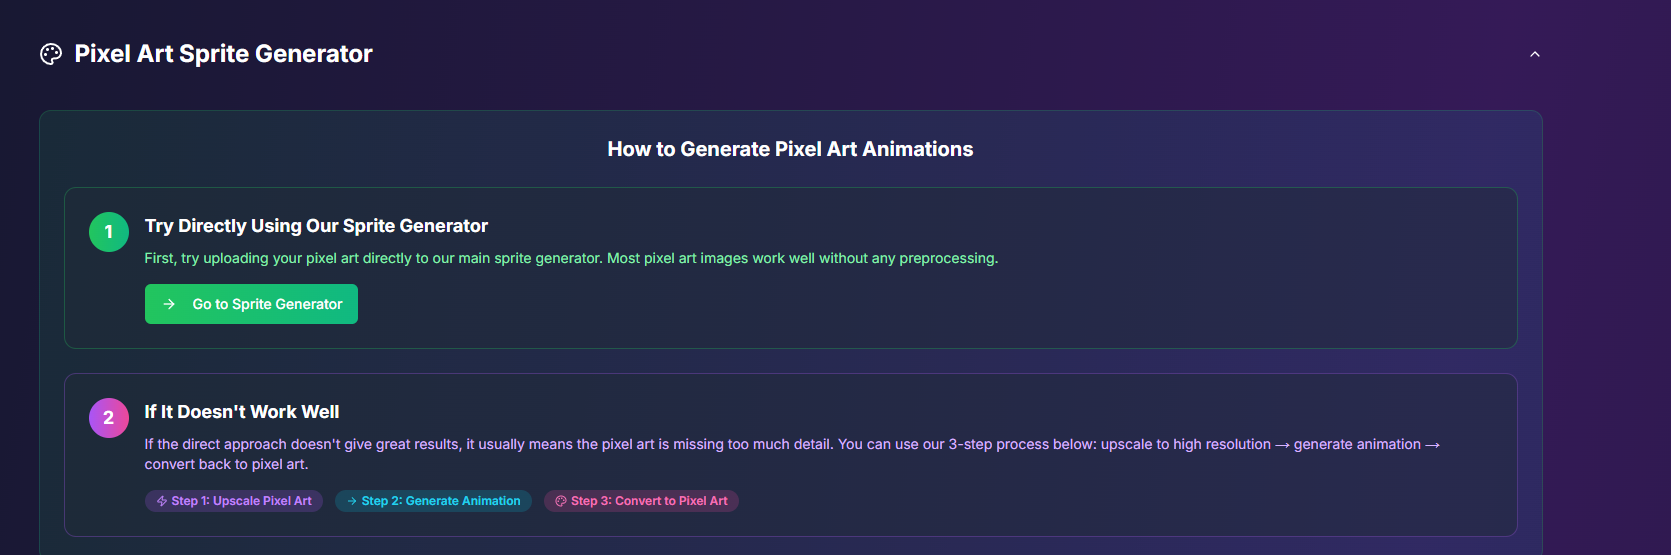 Pixel Art Sprite Generator
How to Generate Pixel Art Animations
1
Try Directly Using Our Sprite Generator
First, try uploading your pixel art directly to our main sprite generator. Most pixel art images work well without any preprocessing.
→ Go to Sprite Generator
2
If It Doesn't Work Well
If the direct approach doesn't give great results, it usually means the pixel art is missing too much detail. You can use our 3-step process below: upscale to high resolution → generate animation →
convert back to pixel art.
Step 1: Upscale Pixel Art → Step 2: Generate Animation Step 3: Convert to Pixel Art